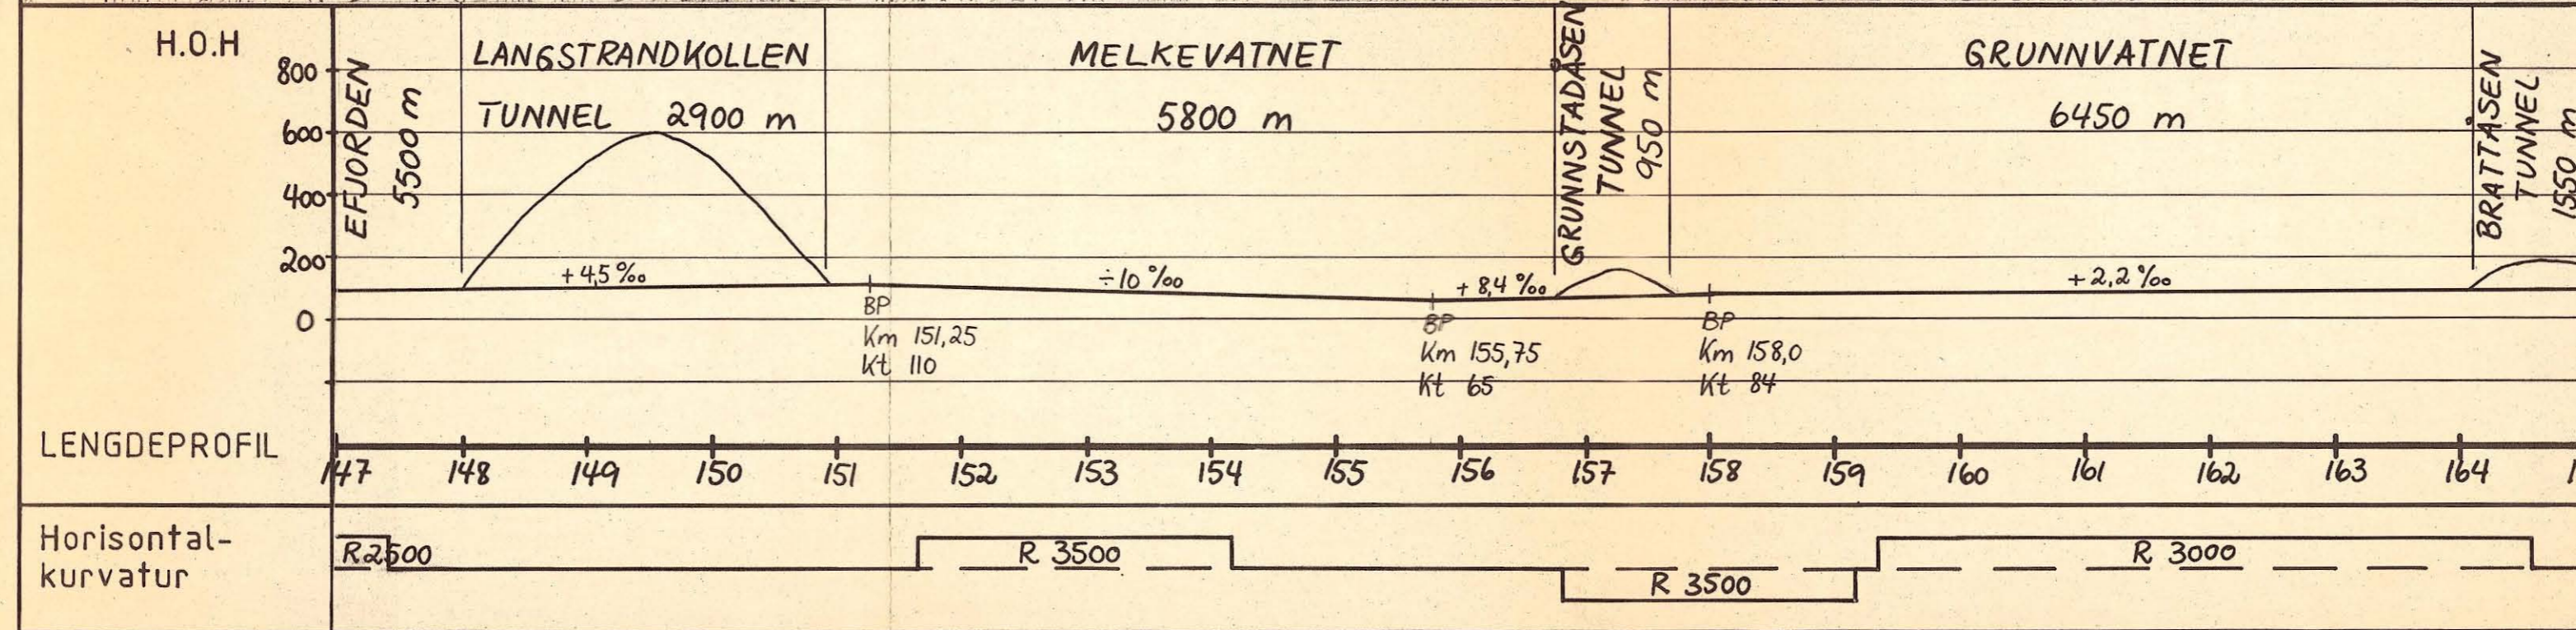 H.O.H
800
600
400
200
0
EFJORDEN
5500 m
LANGSTRANDKOLLEN
TUNNEL 2900 m
MELKEVATNET
5800 m
GRUNNSTADÅSEN
TUNNEL
950 m
GRUNNVATNET
6450 m
BRATTÅSEN
TUNNEL
1550 m
+4,5 ‰
÷10 ‰
+8,4 ‰
+2,2 ‰
BP
Km 151,25
Kt 110
BP
Km 155,75
Kt 65
BP
Km 158,0
Kt 84
LENGDEPROFIL
147 148 149 150 151 152 153 154 155 156 157 158 159 160 161 162 163 164
Horisontal-
kurvatur
R2500
R 3500
R 3500
R 3000